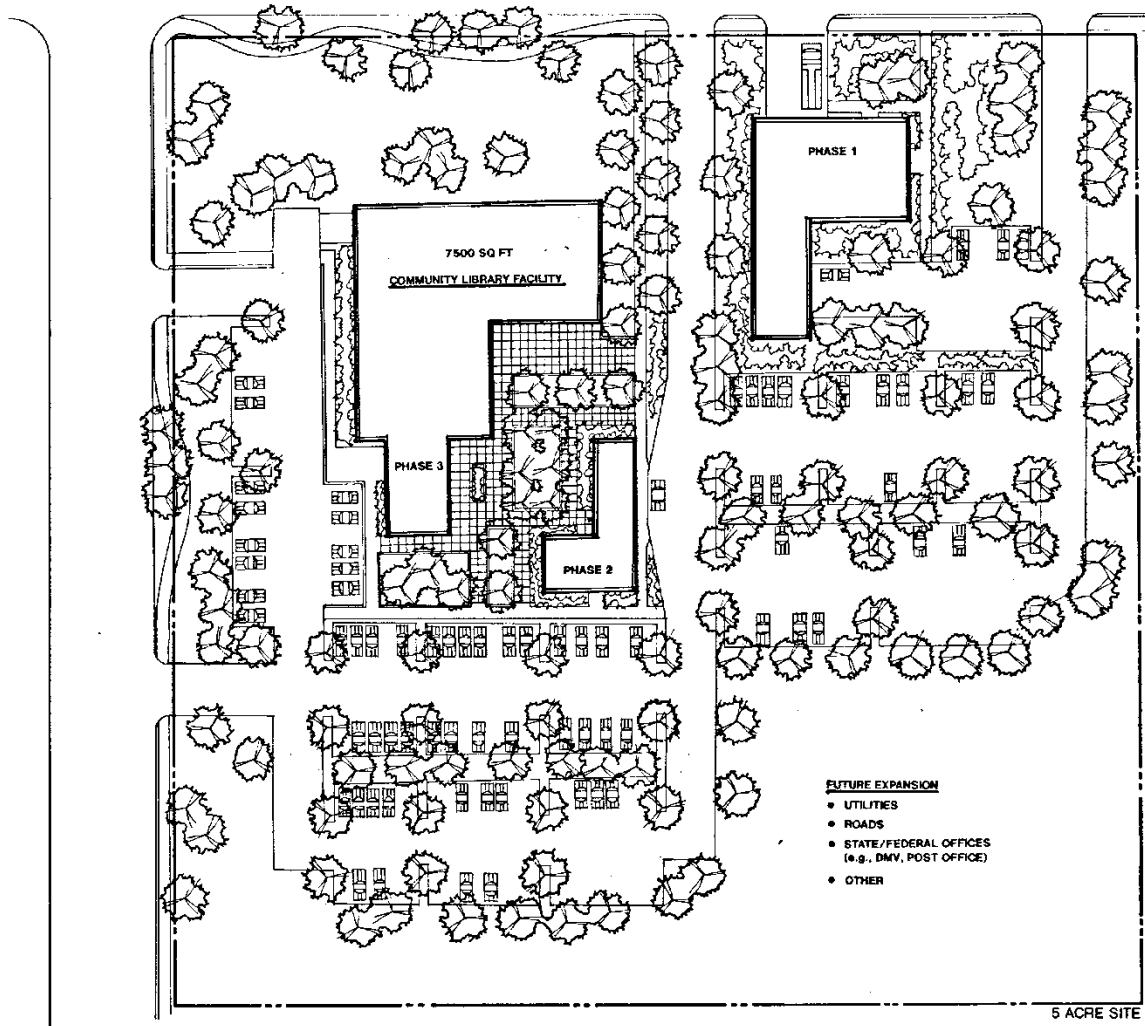 PHASE 1
7500 SQ FT
COMMUNITY LIBRARY FACILITY
PHASE 3
PHASE 2
FUTURE EXPANSION
• UTILITIES
• ROADS
• STATE/FEDERAL OFFICES
(e.g., DMV, POST OFFICE)
• OTHER
5 ACRE SITE